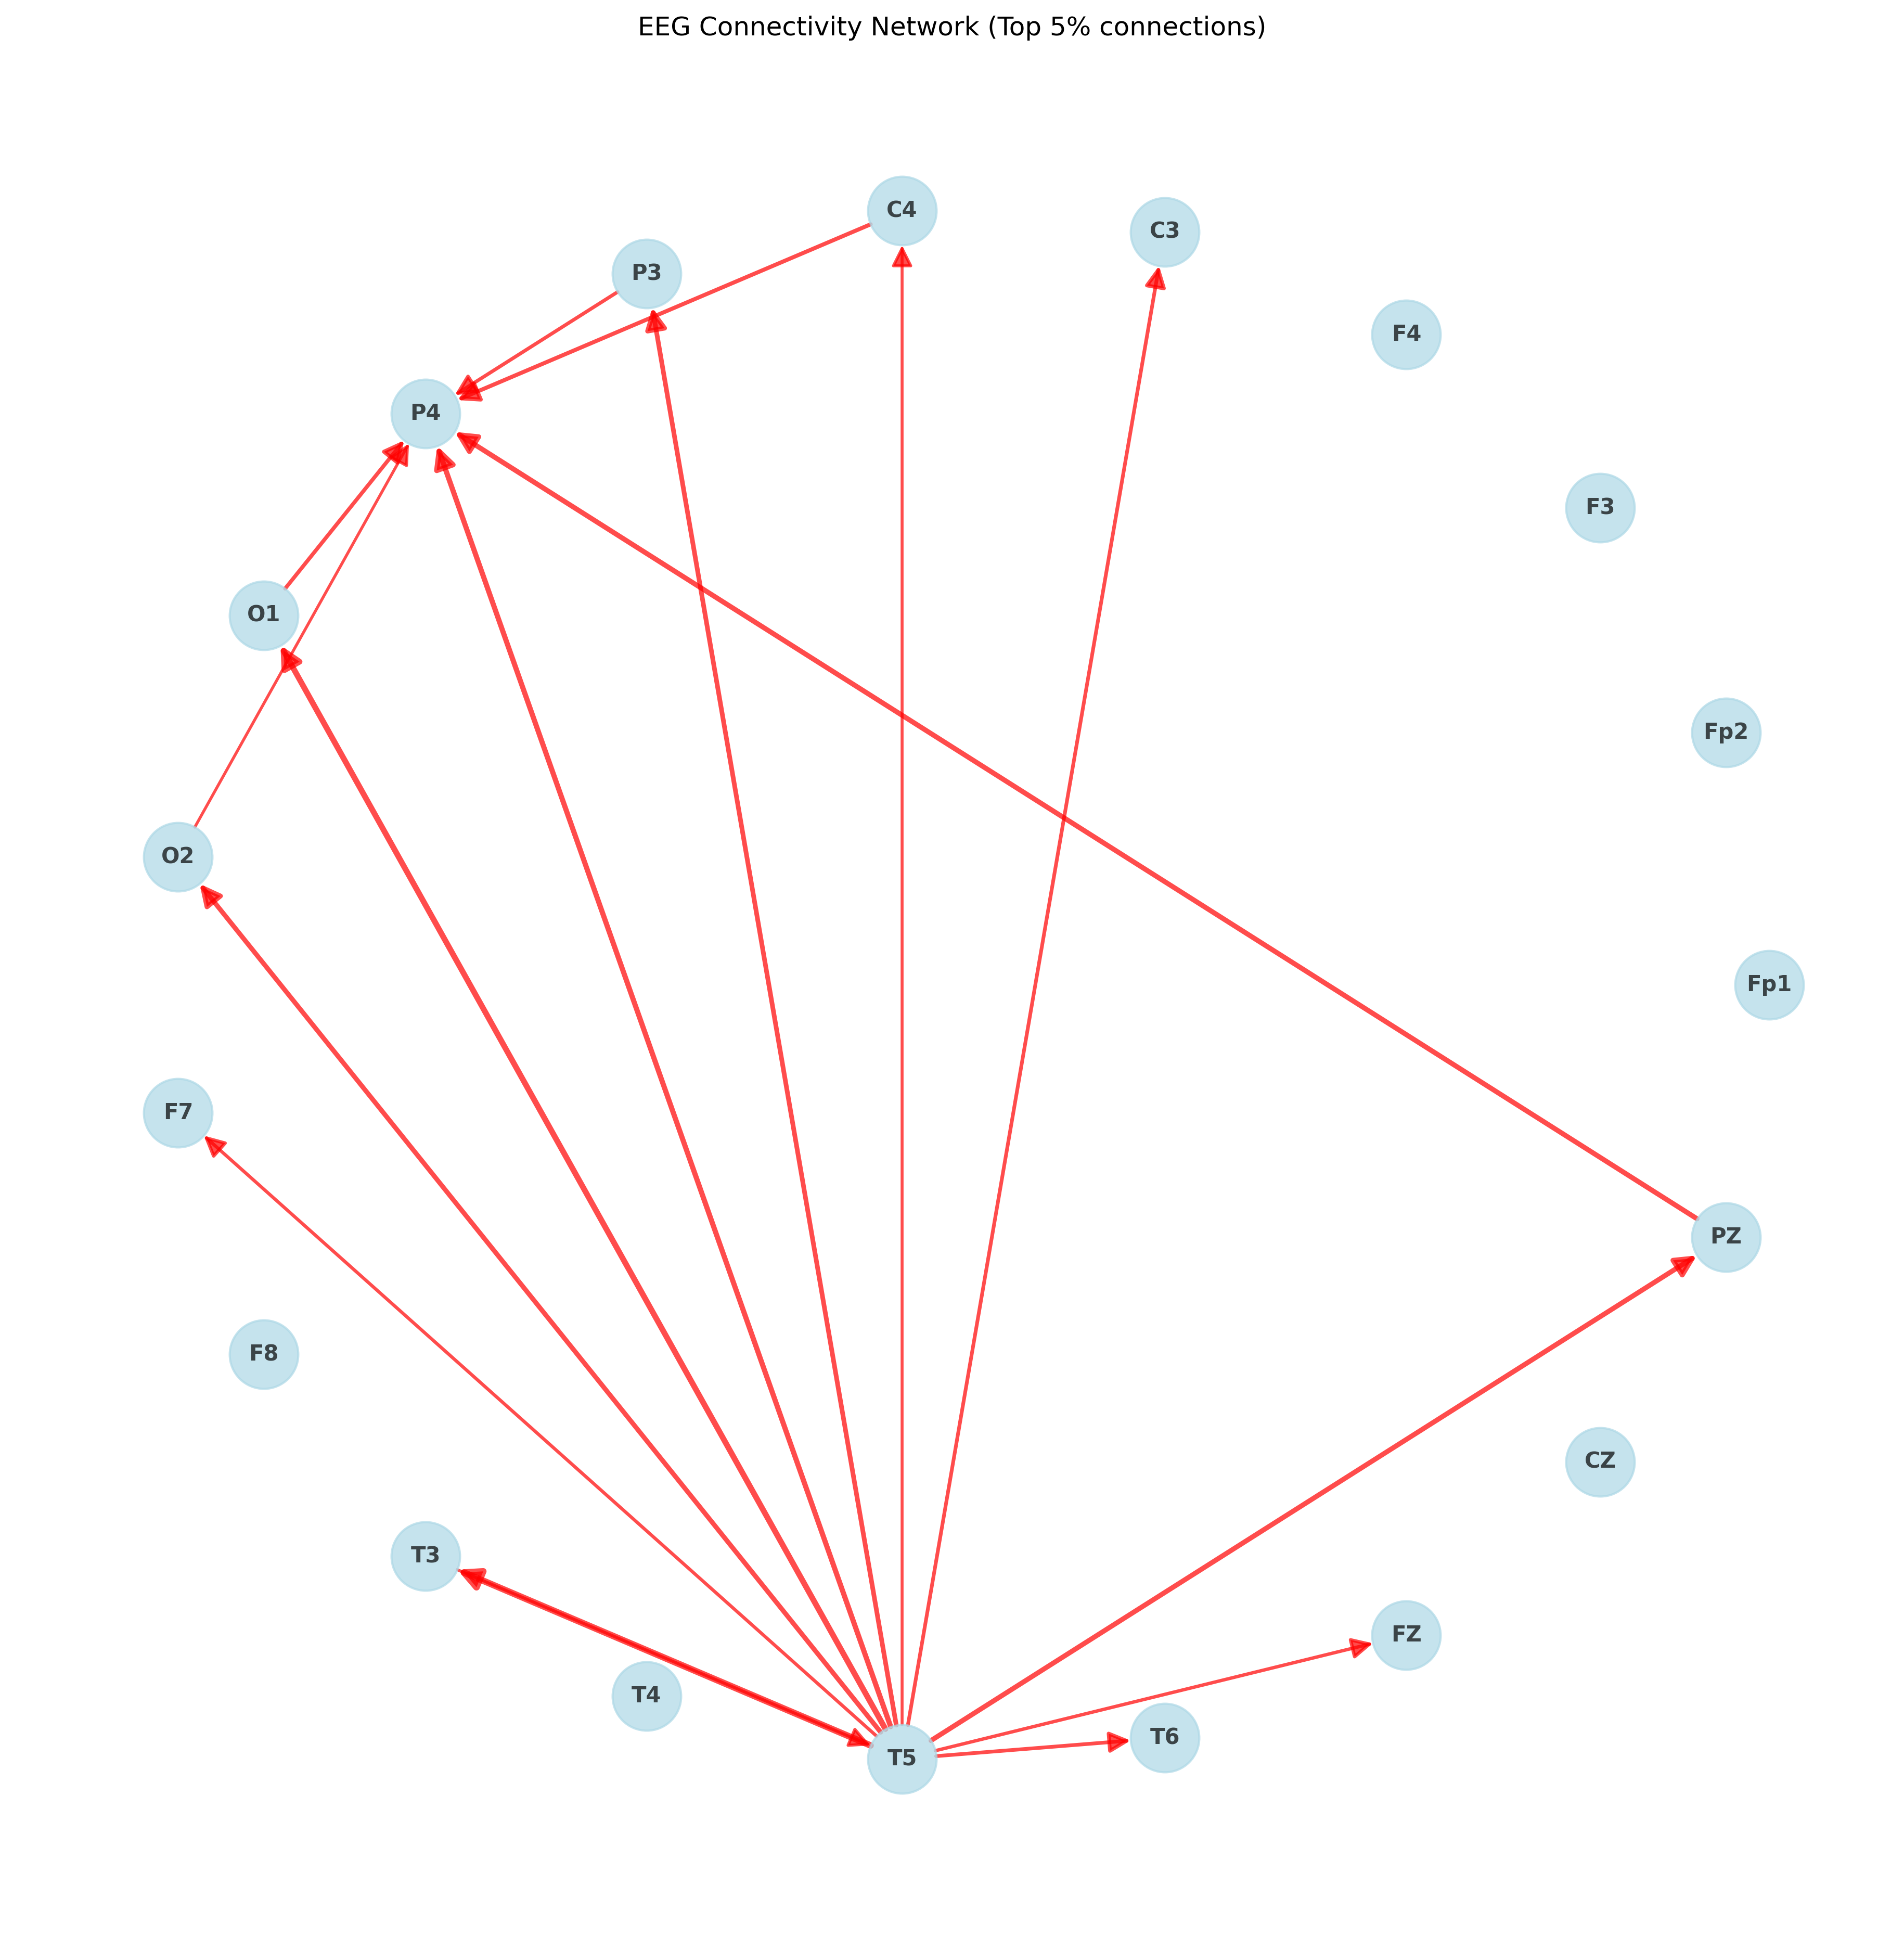 EEG Connectivity Network (Top 5% connections)
C4
C3
P3
F4
P4
F3
O1
Fp2
O2
Fp1
F7
PZ
F8
CZ
T3
FZ
T4
T6
T5